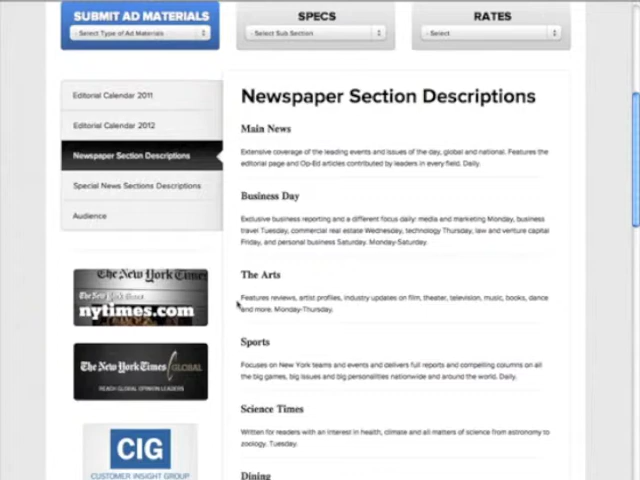 SUBMIT AD MATERIALS
- Select Type of Ad Materials
SPECS
- Select Sub Section
RATES
- Select
Editorial Calendar 2011
Editorial Calendar 2012
Newspaper Section Descriptions
Special News Sections Descriptions
Audience
The New York Times
The New York Times
nytimes.com
The New York Times GLOBAL
REACH GLOBAL OPINION LEADERS
CIG
CUSTOMER INSIGHT GROUP
Newspaper Section Descriptions
Main News
Extensive coverage of the leading events and issues of the day, global and national. Features the
editorial page and Op-Ed articles contributed by leaders in every field. Daily.
Business Day
Exclusive business reporting and a different focus daily: media and marketing Monday, business
travel Tuesday, commercial real estate Wednesday, technology Thursday, law and venture capital
Friday, and personal business Saturday. Monday-Saturday.
The Arts
Features reviews, artist profiles, industry updates on film, theater, television, music, books, dance
and more. Monday-Thursday.
Sports
Focuses on New York teams and events and delivers full reports and compelling columns on all
the big games, big issues and big personalities nationwide and around the world. Daily.
Science Times
Written for readers with an interest in health, climate and all matters of science from astronomy to
zoology. Tuesday.
Dining